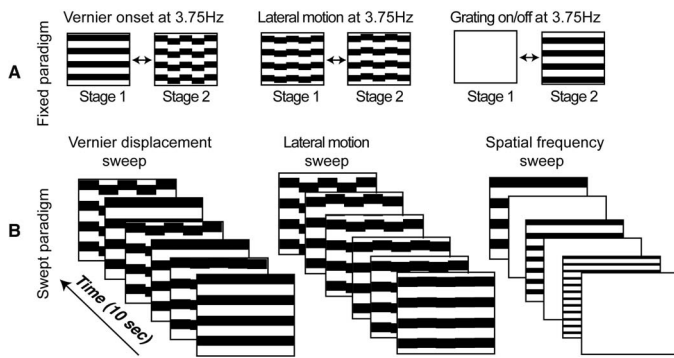 Vernier onset at 3.75Hz
Lateral motion at 3.75Hz
Grating on/off at 3.75Hz
A
Fixed paradigm
Stage 1
Stage 2
Stage 1
Stage 2
Stage 1
Stage 2
Vernier displacement
sweep
Lateral motion
sweep
Spatial frequency
sweep
B
Swept paradigm
Time (10 sec)